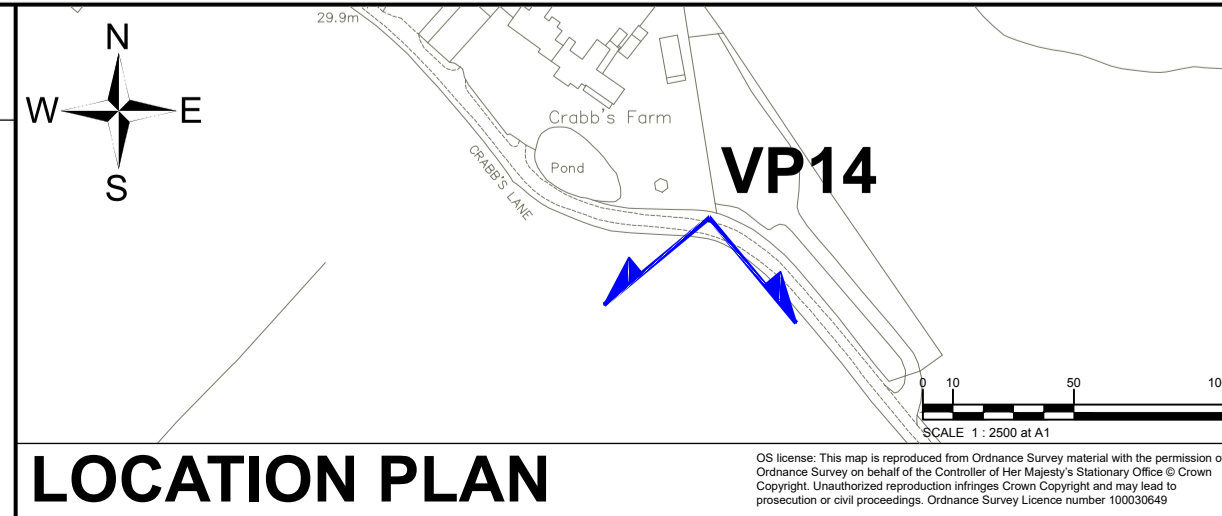 29.9m
N
W
E
S
Crabb's Farm
VP14
Pond
CRABB'S LANE
0 10 50 10
SCALE 1 : 2500 at A1
LOCATION PLAN
OS license: This map is reproduced from Ordnance Survey material with the permission o
Ordnance Survey on behalf of the Controller of Her Majesty's Stationary Office © Crown
Copyright. Unauthorized reproduction infringes Crown Copyright and may lead to
prosecution or civil proceedings. Ordnance Survey Licence number 100030649